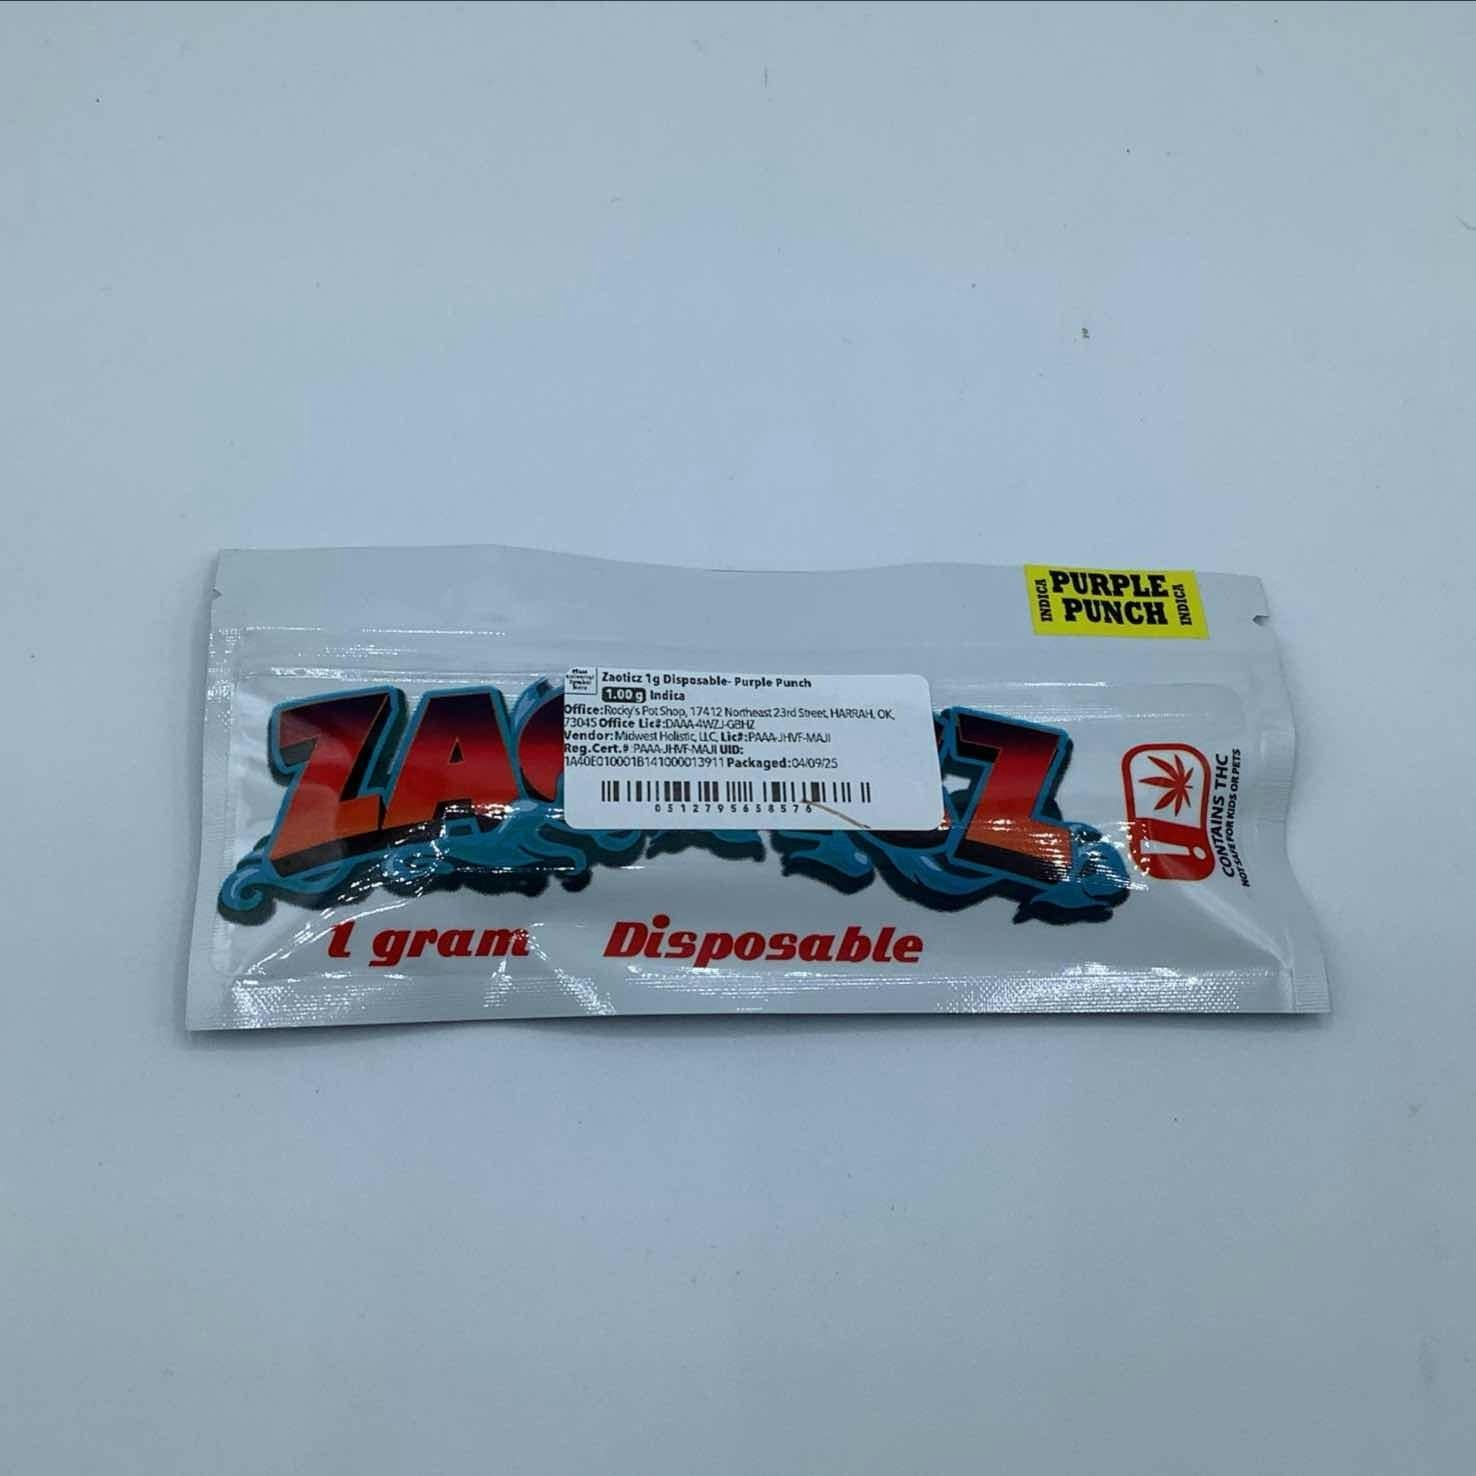 INDICA PURPLE PUNCH INDICA
Zaoticz 1g Disposable- Purple Punch
1.00 g Indica
Office:Rocky's Pot Shop, 17412 Northeast 23rd Street, HARRAH, OK,
73045 Office Lic#:DAAA-4WZJ-GBHZ
Vendor: Midwest Holistic, LLC, Lic#:PAAA-JHVF-MAJI
Reg.Cert.#:PAAA-JHVF-MAJI UID:
1A40E010001B141000013911 Packaged:04/09/25
0512795658576
ZA Z
CONTAINS THC
NOT SAFE FOR KIDS OR PETS
1 gram Disposable